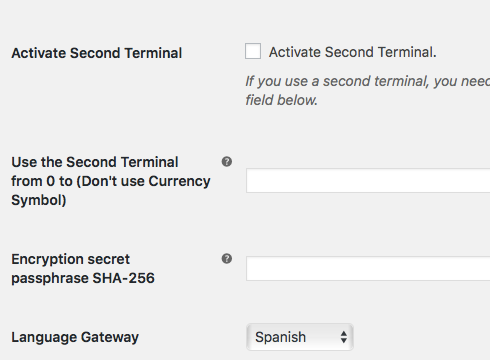 Activate Second Terminal
Activate Second Terminal.
If you use a second terminal, you need
field below.
Use the Second Terminal
from 0 to (Don't use Currency
Symbol)
?
Encryption secret
passphrase SHA-256
?
Language Gateway
Spanish